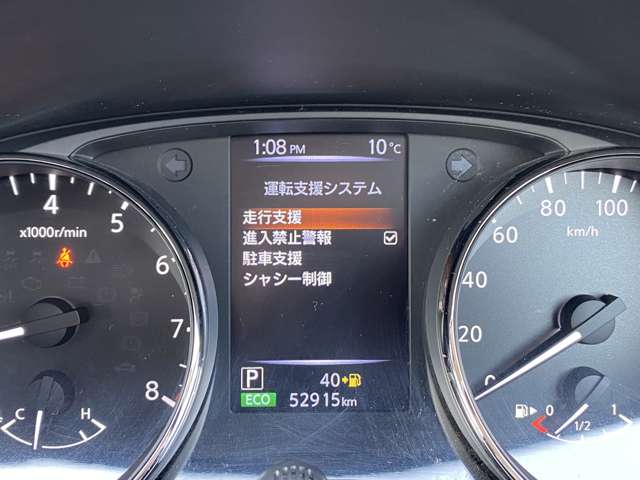 1:08 PM 10℃
運転支援システム
走行支援
進入禁止警報
駐車支援
シャシー制御
P 40
ECO 52915km
4
5
6
7
8
x1000r/min
C H
0
20
40
60
80
100
km/h
0 1/2 1